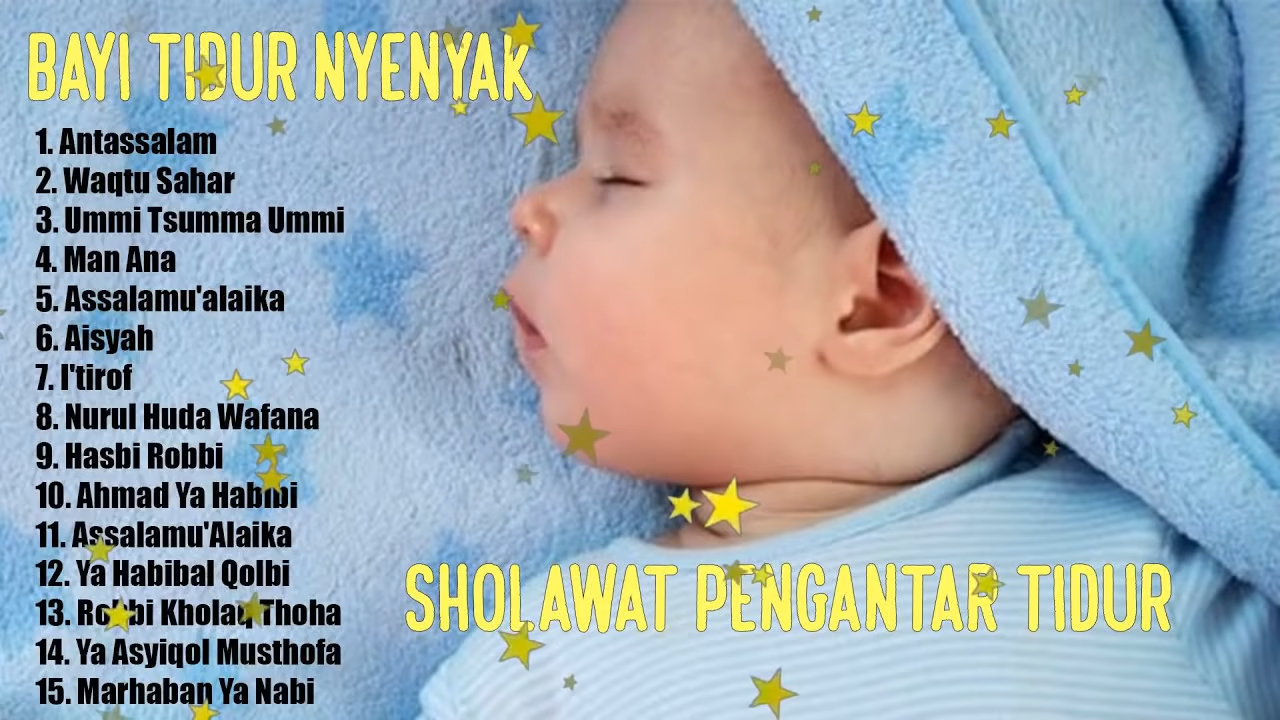 BAYI TIDUR NYENYAK
1. Antassalam
2. Waqtu Sahar
3. Ummi Tsumma Ummi
4. Man Ana
5. Assalamu'alaika
6. Aisyah
7. I'tirof
8. Nurul Huda Wafana
9. Hasbi Robbi
10. Ahmad Ya Habibi
11. Assalamu'Alaika
12. Ya Habibal Qolbi
13. Robbi Kholaq Thoha
14. Ya Asyiqol Musthofa
15. Marhaban Ya Nabi
SHOLAWAT PENGANTAR TIDUR